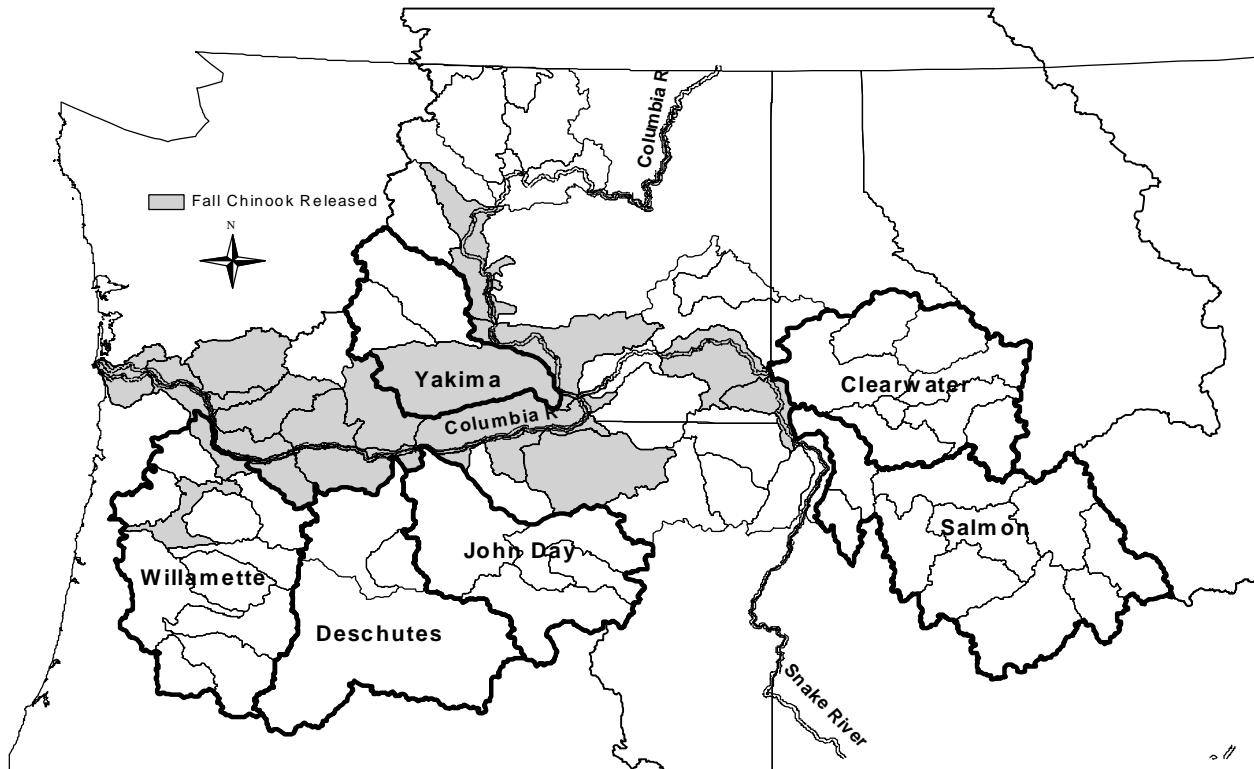 Columbia R
Fall Chinook Released
N
Yakima
Clearwater
Columbia R
Salmon
John Day
Willamette
Deschutes
Snake River